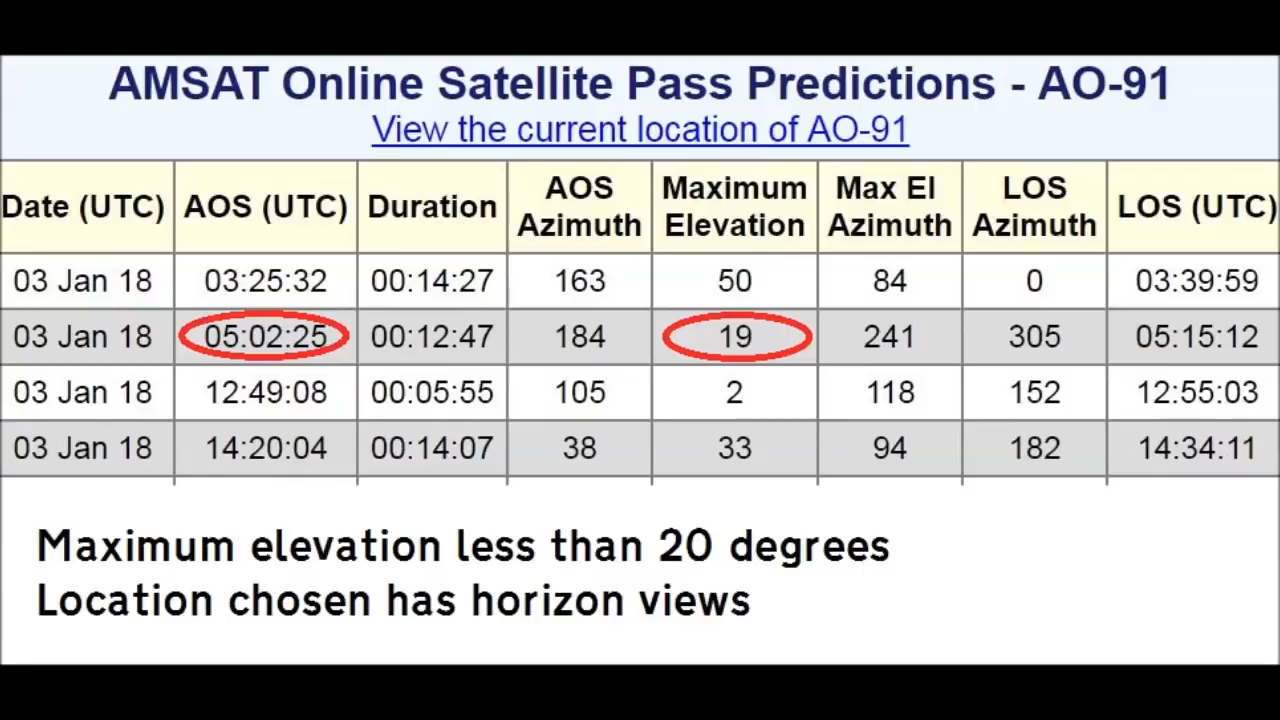 AMSAT Online Satellite Pass Predictions - AO-91
View the current location of AO-91
Date (UTC) AOS (UTC) Duration AOS Azimuth Maximum Elevation Max El Azimuth LOS Azimuth LOS (UTC)
03 Jan 18 03:25:32 00:14:27 163 50 84 0 03:39:59
03 Jan 18 05:02:25 00:12:47 184 19 241 305 05:15:12
03 Jan 18 12:49:08 00:05:55 105 2 118 152 12:55:03
03 Jan 18 14:20:04 00:14:07 38 33 94 182 14:34:11
Maximum elevation less than 20 degrees
Location chosen has horizon views